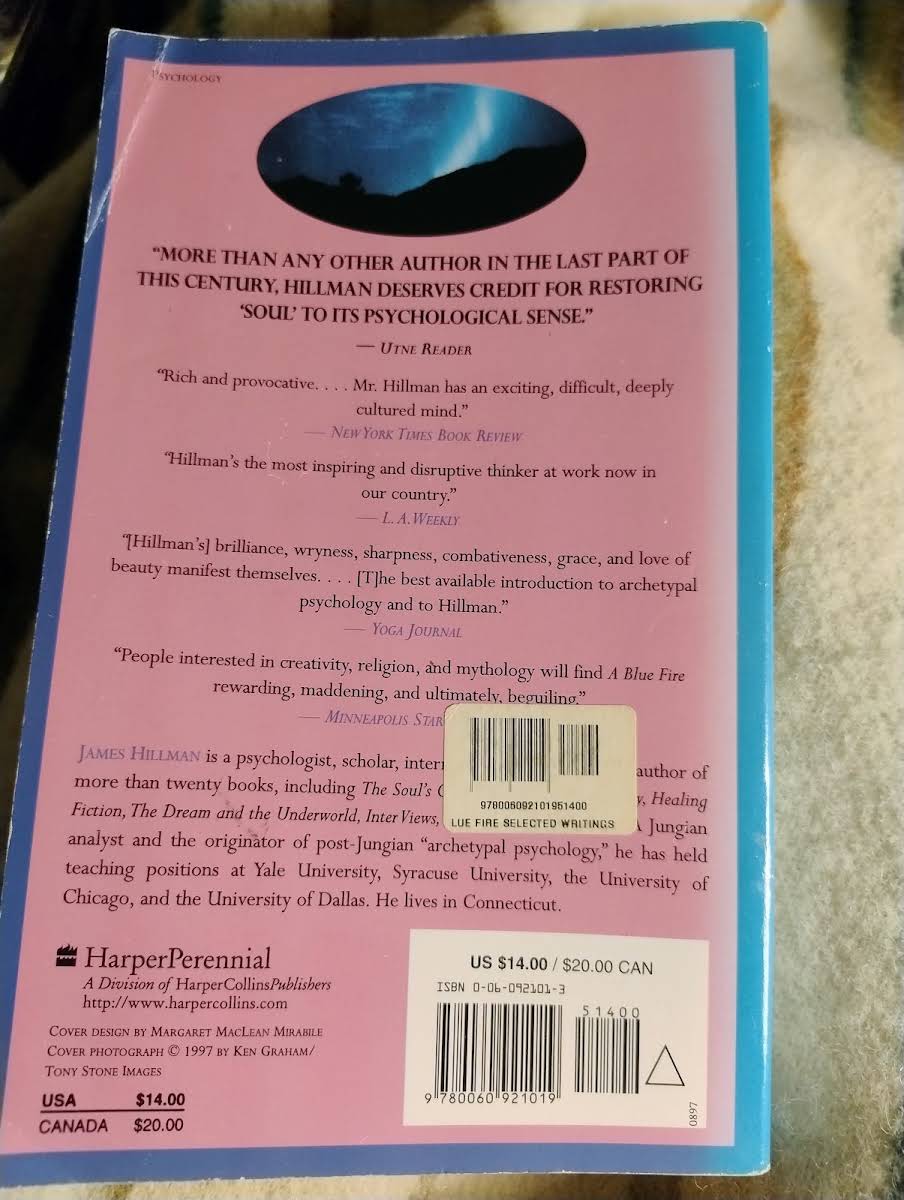 PSYCHOLOGY
“MORE THAN ANY OTHER AUTHOR IN THE LAST PART OF
THIS CENTURY, HILLMAN DESERVES CREDIT FOR RESTORING
‘SOUL’ TO ITS PSYCHOLOGICAL SENSE.”
— UTNE READER
“Rich and provocative. . . . Mr. Hillman has an exciting, difficult, deeply
cultured mind.”
— NEW YORK TIMES BOOK REVIEW
“Hillman’s the most inspiring and disruptive thinker at work now in
our country.”
— L. A. WEEKLY
“[Hillman’s] brilliance, wryness, sharpness, combativeness, grace, and love of
beauty manifest themselves. . . . [T]he best available introduction to archetypal
psychology and to Hillman.”
— YOGA JOURNAL
“People interested in creativity, religion, and mythology will find A Blue Fire
rewarding, maddening, and ultimately, beguiling.”
— MINNEAPOLIS STAR
978006092101951400
LUE FIRE SELECTED WRITINGS
JAMES HILLMAN is a psychologist, scholar, author of
more than twenty books, including The Soul’s Healing
Fiction, The Dream and the Underworld, Inter Views, Jungian
analyst and the originator of post-Jungian “archetypal psychology,” he has held
teaching positions at Yale University, Syracuse University, the University of
Chicago, and the University of Dallas. He lives in Connecticut.
HarperPerennial
A Division of HarperCollinsPublishers
http://www.harpercollins.com
COVER DESIGN BY MARGARET MACLEAN MIRABILE
COVER PHOTOGRAPH © 1997 BY KEN GRAHAM/
TONY STONE IMAGES
USA $14.00
CANADA $20.00
US $14.00 / $20.00 CAN
ISBN 0-06-092101-3
51400
9 780060 921019
0897